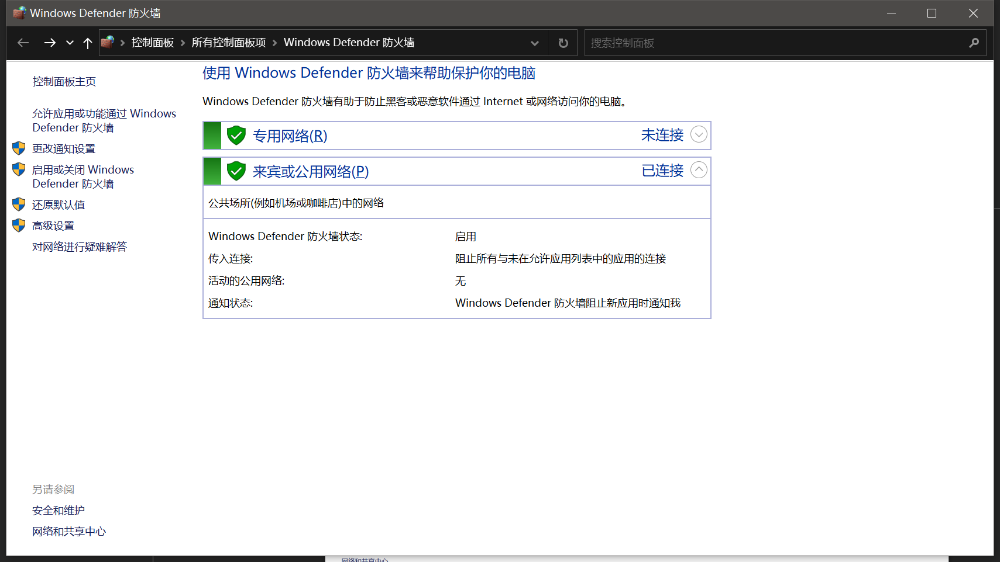 Windows Defender 防火墙
控制面板
所有控制面板项
Windows Defender 防火墙
搜索控制面板
控制面板主页
允许应用或功能通过 Windows
Defender 防火墙
更改通知设置
启用或关闭 Windows
Defender 防火墙
还原默认值
高级设置
对网络进行疑难解答
另请参阅
安全和维护
网络和共享中心
使用 Windows Defender 防火墙来帮助保护你的电脑
Windows Defender 防火墙有助于防止黑客或恶意软件通过 Internet 或网络访问你的电脑。
专用网络(R) 未连接
来宾或公用网络(P) 已连接
公共场所(例如机场或咖啡店)中的网络
Windows Defender 防火墙状态: 启用
传入连接: 阻止所有与未在允许应用列表中的应用的连接
活动的公用网络: 无
通知状态: Windows Defender 防火墙阻止新应用时通知我
网络和共享中心